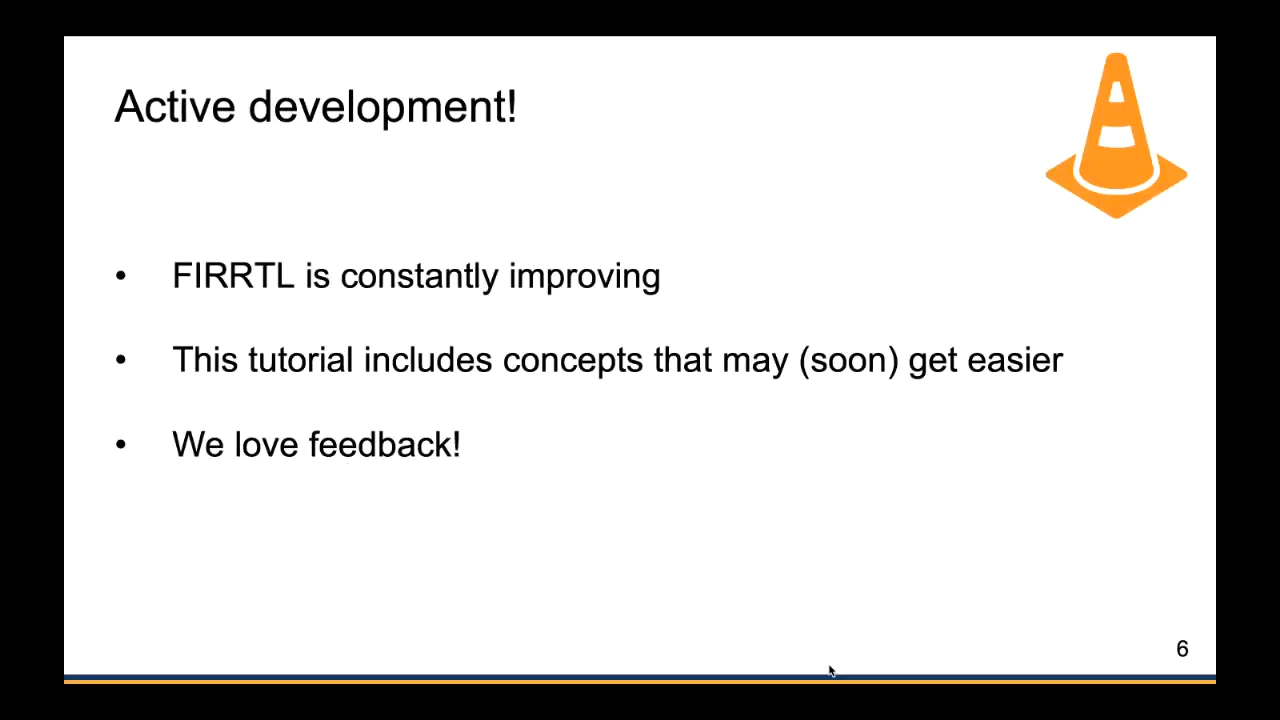 Active development!
• FIRRTL is constantly improving
• This tutorial includes concepts that may (soon) get easier
• We love feedback!
6